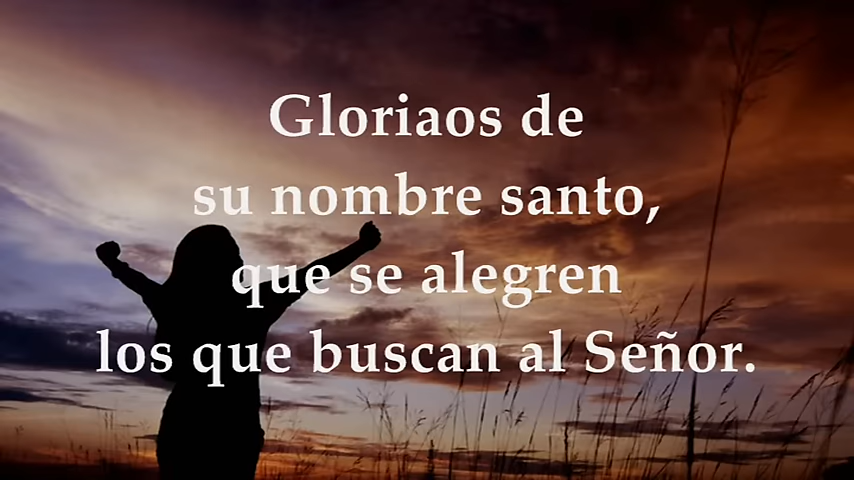 Gloriaos de
su nombre santo,
que se alegren
los que buscan al Señor.